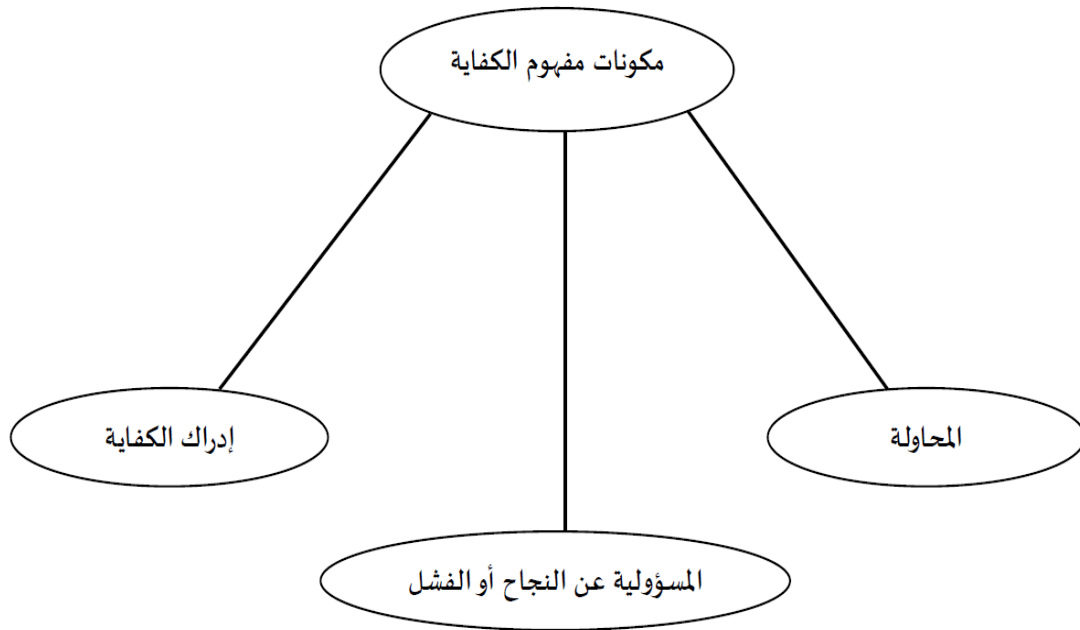 مكونات مفهوم الكفاية
المحاولة
إدراك الكفاية
المسؤولية عن النجاح أو الفشل